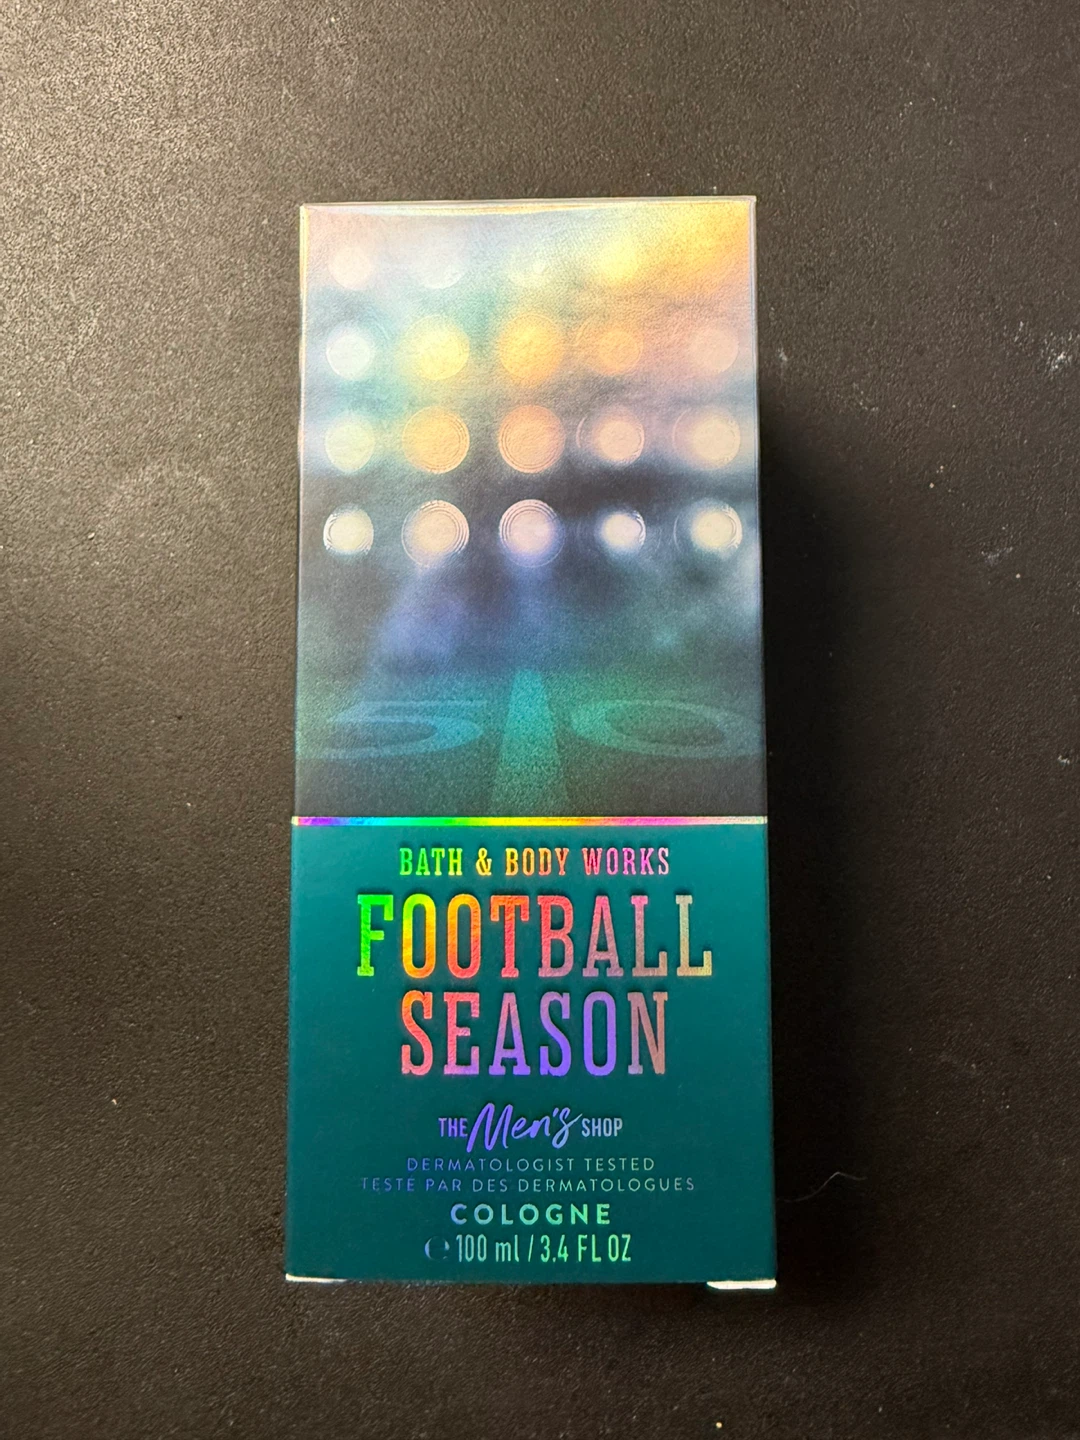 50
BATH & BODY WORKS
FOOTBALL
SEASON
THE Men's SHOP
DERMATOLOGIST TESTED
TESTÉ PAR DES DERMATOLOGUES
COLOGNE
℮ 100 ml / 3.4 FL OZ